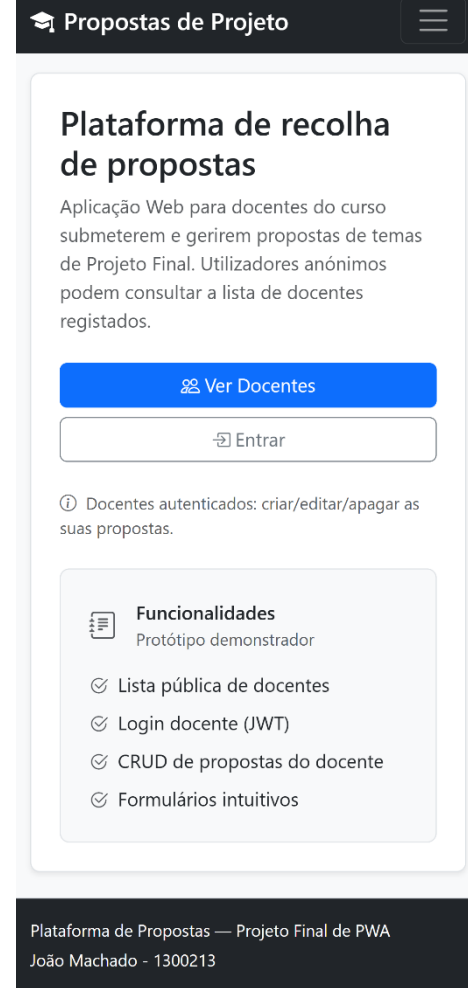 Propostas de Projeto
Plataforma de recolha
de propostas
Aplicação Web para docentes do curso
submeterem e gerirem propostas de temas
de Projeto Final. Utilizadores anónimos
podem consultar a lista de docentes
registados.
Ver Docentes
Entrar
Docentes autenticados: criar/editar/apagar as
suas propostas.
Funcionalidades
Protótipo demonstrador
Lista pública de docentes
Login docente (JWT)
CRUD de propostas do docente
Formulários intuitivos
Plataforma de Propostas — Projeto Final de PWA
João Machado - 1300213